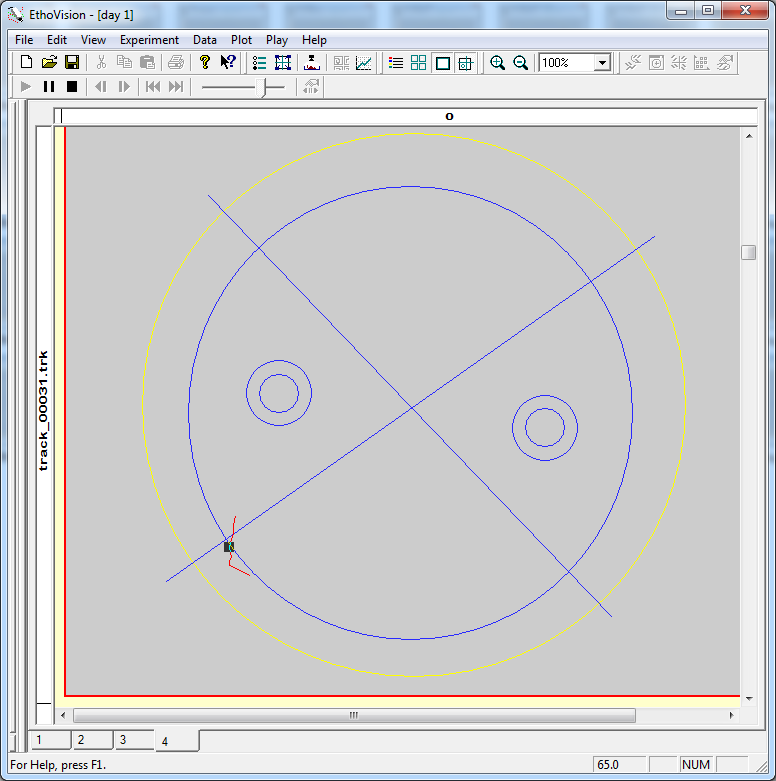 EthoVision - [day 1]
File Edit View Experiment Data Plot Play Help
100%
o
track_00031.trk
1 2 3 4
For Help, press F1.
65.0 NUM